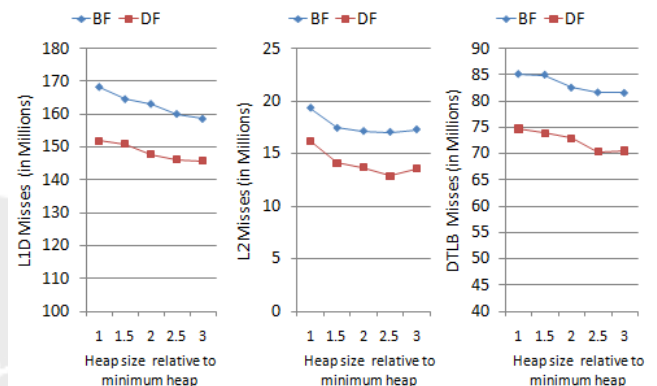 BF DF
L1D Misses (in Millions)
180
170
160
150
140
130
120
110
100
1 1.5 2 2.5 3
Heap size relative to
minimum heap
BF DF
L2 Misses (in Millions)
25
20
15
10
5
0
1 1.5 2 2.5 3
Heap size relative to
minimum heap
BF DF
DTLB Misses (in Millions)
90
85
80
75
70
65
60
55
50
45
40
1 1.5 2 2.5 3
Heap size relative to
minimum heap